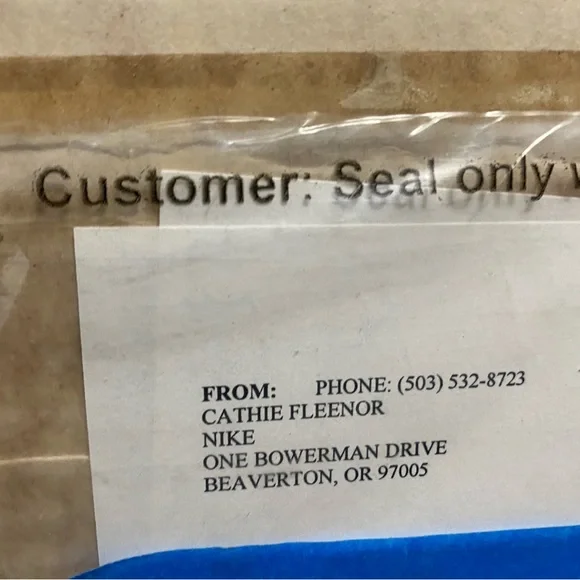 Customer: Seal only
FROM: PHONE: (503) 532-8723
CATHIE FLEENOR
NIKE
ONE BOWERMAN DRIVE
BEAVERTON, OR 97005